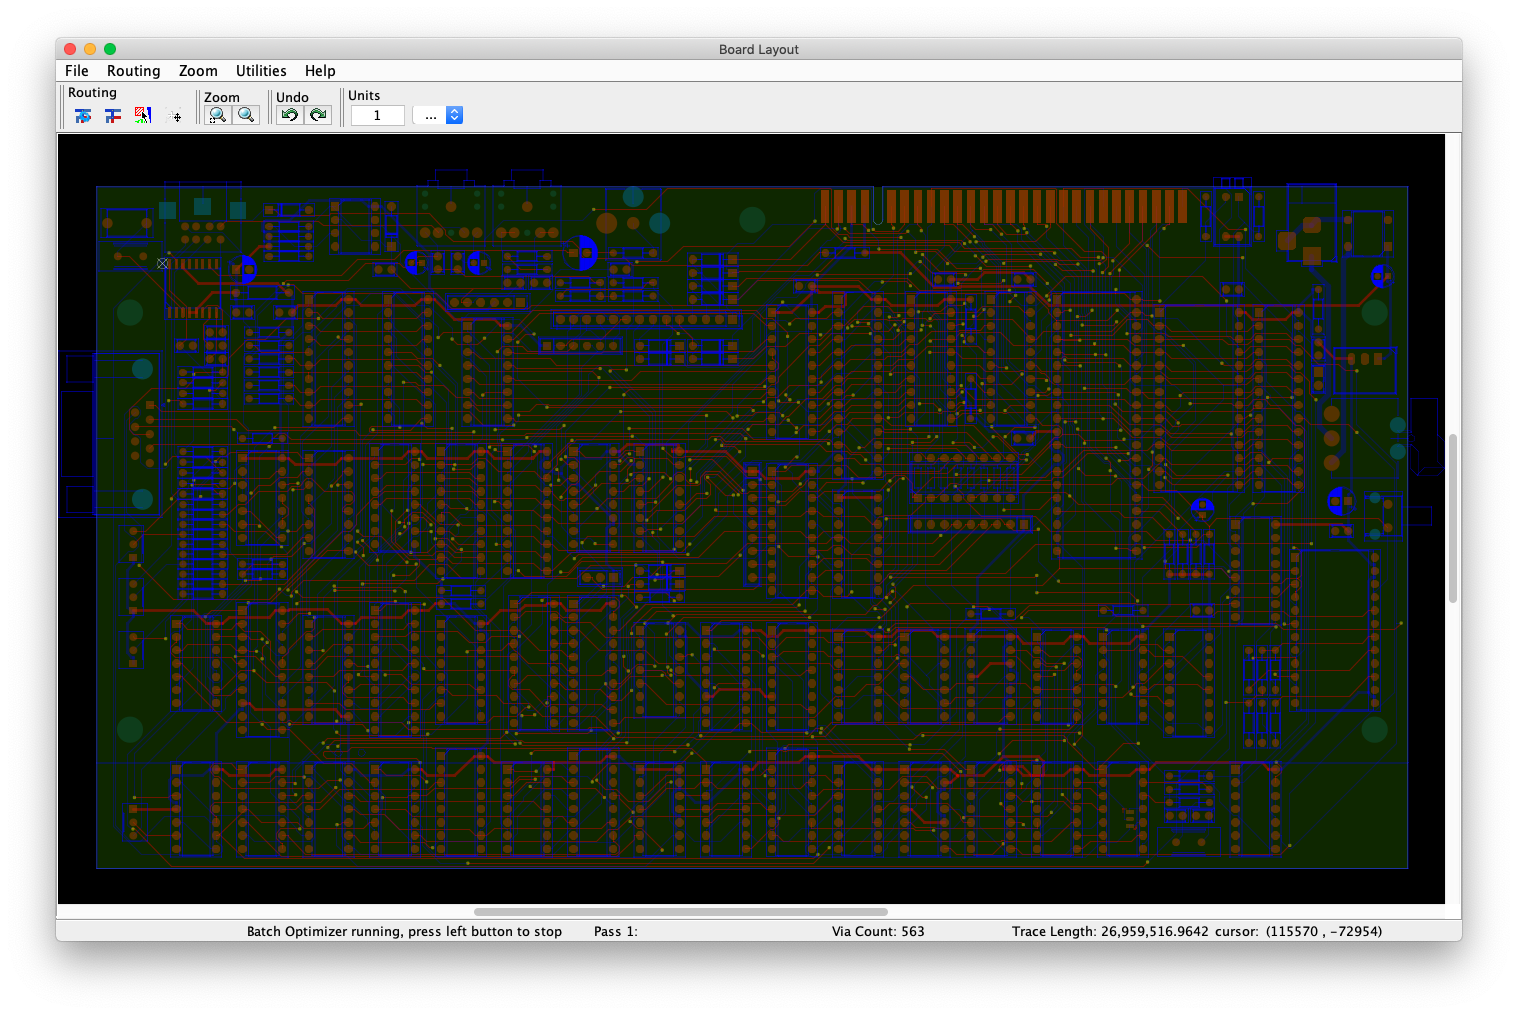 Board Layout
File Routing Zoom Utilities Help
Routing Zoom Undo Units
1 ...
Batch Optimizer running, press left button to stop Pass 1: Via Count: 563 Trace Length: 26,959,516.9642 cursor: (115570 , -72954)